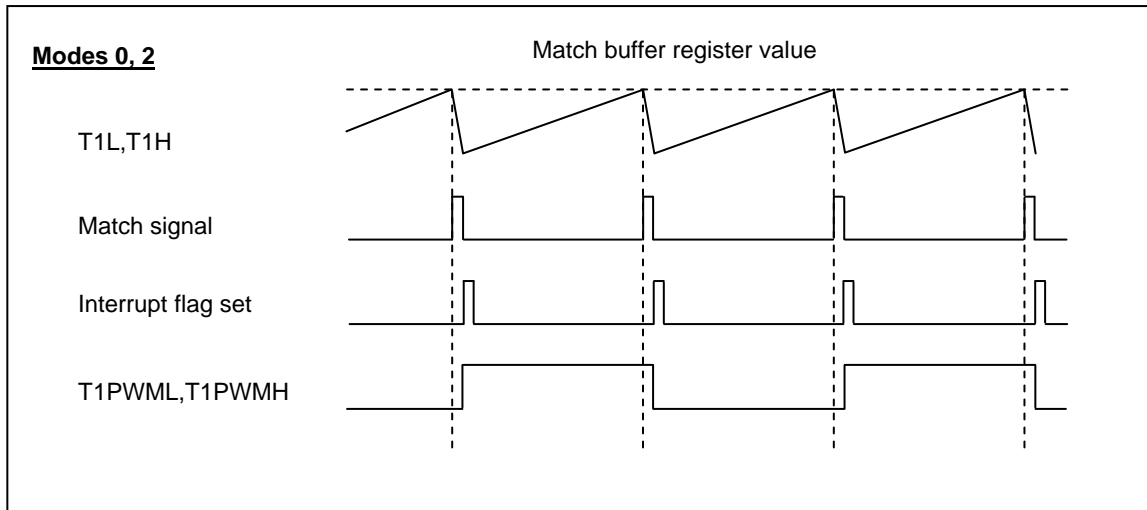 Modes 0, 2
Match buffer register value
T1L,T1H
Match signal
Interrupt flag set
T1PWML,T1PWMH